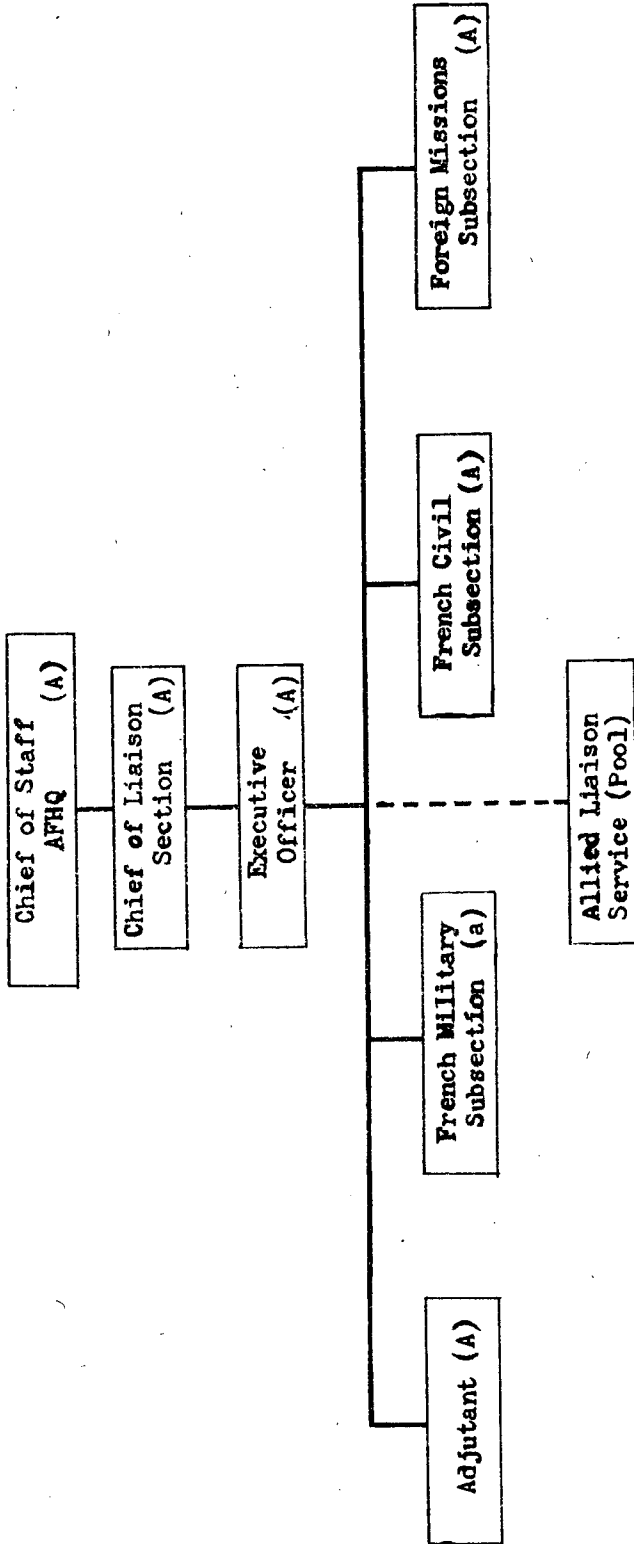 Chief of Staff
AFHQ (A)
Chief of Liaison
Section (A)
Executive
Officer (A)
Adjutant (A)
French Military
Subsection (a)
French Civil
Subsection (A)
Foreign Missions
Subsection (A)
Allied Liaison
Service (Pool)